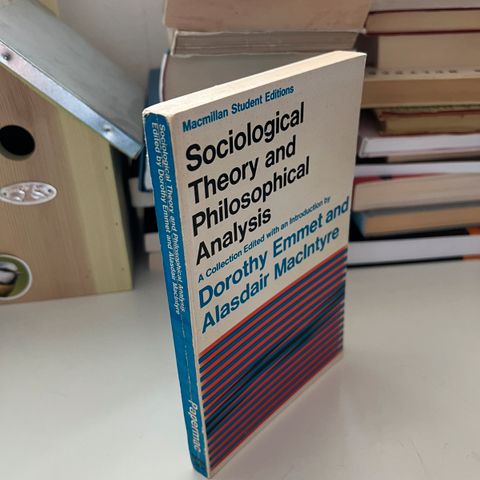 Macmillan Student Editions
Sociological
Theory and
Philosophical
Analysis
A Collection Edited with an Introduction by
Dorothy Emmet and
Alasdair MacIntyre
Sociological Theory and Philosophical Analysis
Edited by Dorothy Emmet and Alasdair MacIntyre
Papermac